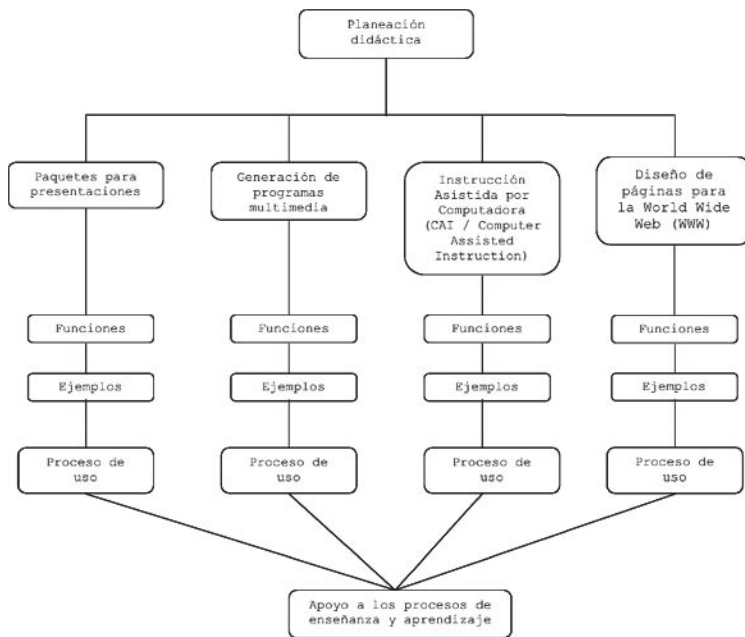 Planeación
didáctica
Paquetes para
presentaciones
Generación de
programas
multimedia
Instrucción
Asistida por
Computadora
(CAI / Computer
Assisted
Instruction)
Diseño de
páginas para
la World Wide
Web (WWW)
Funciones
Funciones
Funciones
Funciones
Ejemplos
Ejemplos
Ejemplos
Ejemplos
Proceso de
uso
Proceso de
uso
Proceso de
uso
Proceso de
uso
Apoyo a los procesos de
enseñanza y aprendizaje